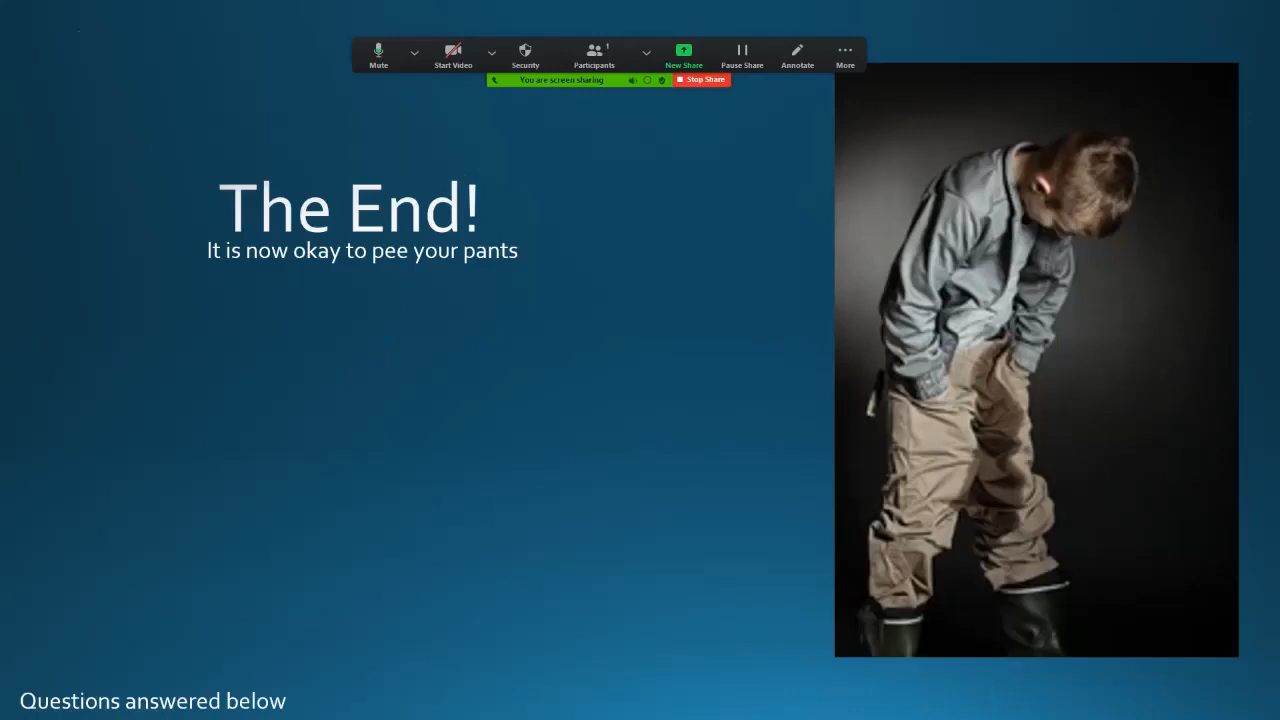 Mute
Start Video
Security
Participants
1
New Share
Pause Share
Annotate
More
You are screen sharing
Stop Share
The End!
It is now okay to pee your pants
Questions answered below